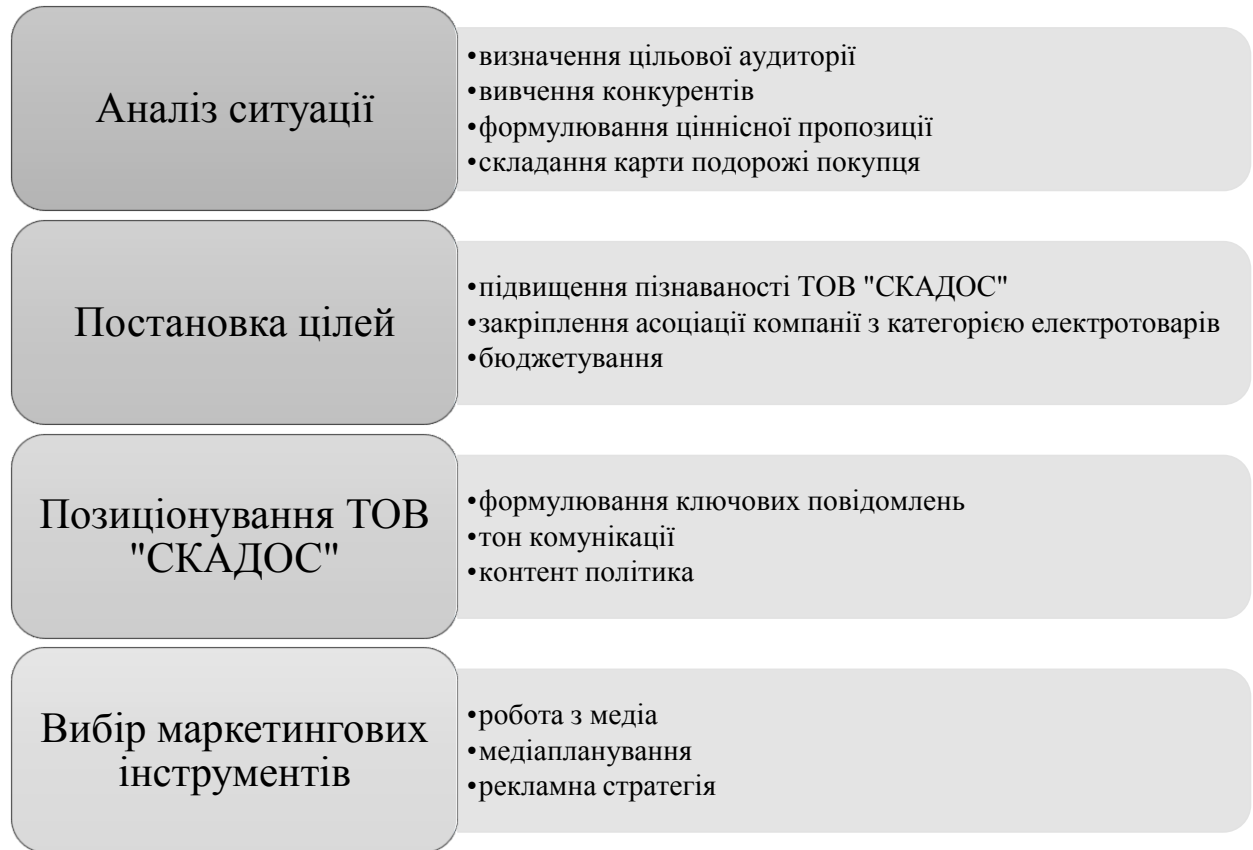 Аналіз ситуації
•визначення цільової аудиторії
•вивчення конкурентів
•формулювання ціннісної пропозиції
•складання карти подорожі покупця
Постановка цілей
•підвищення пізнаваності ТОВ "СКАДОС"
•закріплення асоціації компанії з категорією електротоварів
•бюджетування
Позиціонування ТОВ
"СКАДОС"
•формулювання ключових повідомлень
•тон комунікації
•контент політика
Вибір маркетингових
інструментів
•робота з медіа
•медіапланування
•рекламна стратегія